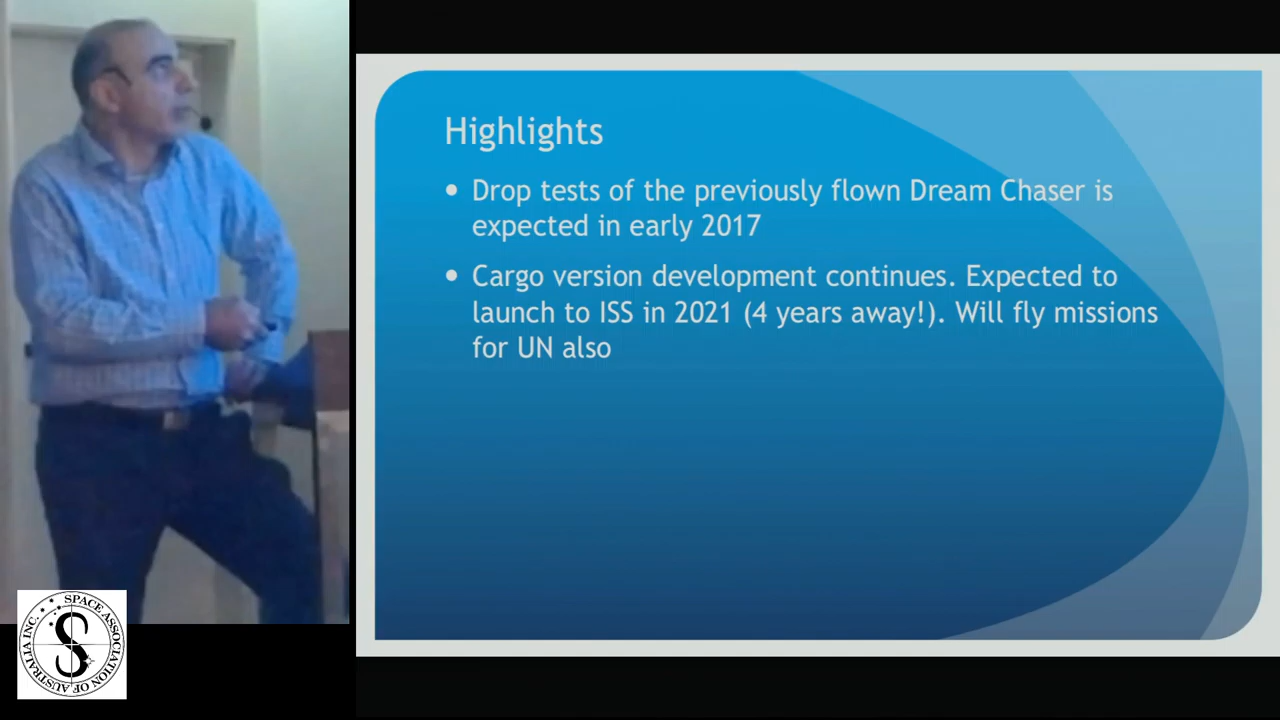 Highlights
• Drop tests of the previously flown Dream Chaser is
expected in early 2017
• Cargo version development continues. Expected to
launch to ISS in 2021 (4 years away!). Will fly missions
for UN also
SPACE ASSOCIATION OF AUSTRALIA INC.
S